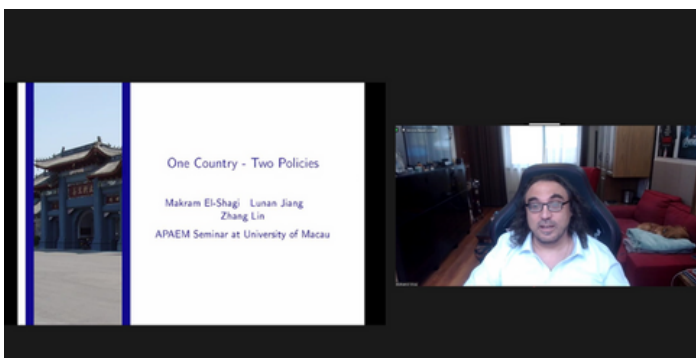 One Country - Two Policies
Makram El-Shagi Lunan Jiang
Zhang Lin
APAEM Seminar at University of Macau